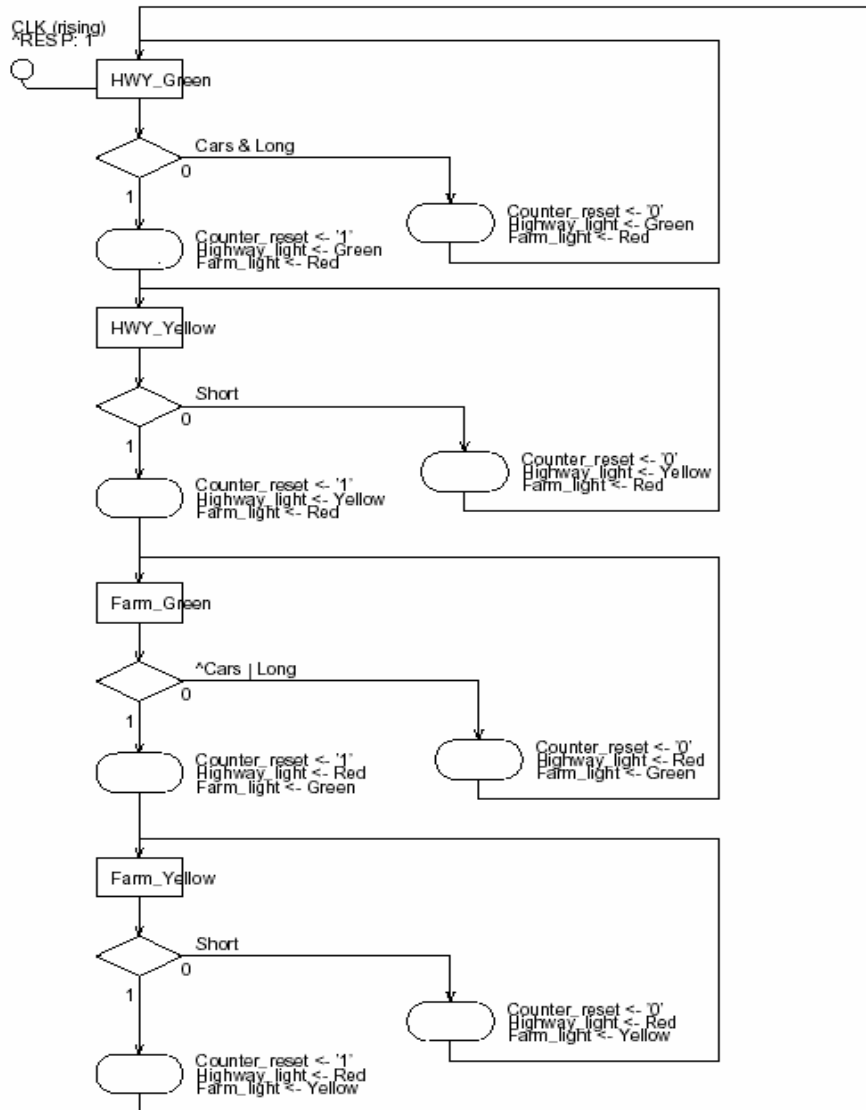 CLK (rising)
^RES P: 1
HWY_Green
Cars & Long
0
1
Counter_reset <- '0'
Highway_light <- Green
Farm_light <- Red
Counter_reset <- '1'
Highway_light <- Green
Farm_light <- Red
HWY_Yellow
Short
0
1
Counter_reset <- '0'
Highway_light <- Yellow
Farm_light <- Red
Counter_reset <- '1'
Highway_light <- Yellow
Farm_light <- Red
Farm_Green
^Cars | Long
0
1
Counter_reset <- '0'
Highway_light <- Red
Farm_light <- Green
Counter_reset <- '1'
Highway_light <- Red
Farm_light <- Green
Farm_Yellow
Short
0
1
Counter_reset <- '0'
Highway_light <- Red
Farm_light <- Yellow
Counter_reset <- '1'
Highway_light <- Red
Farm_light <- Yellow